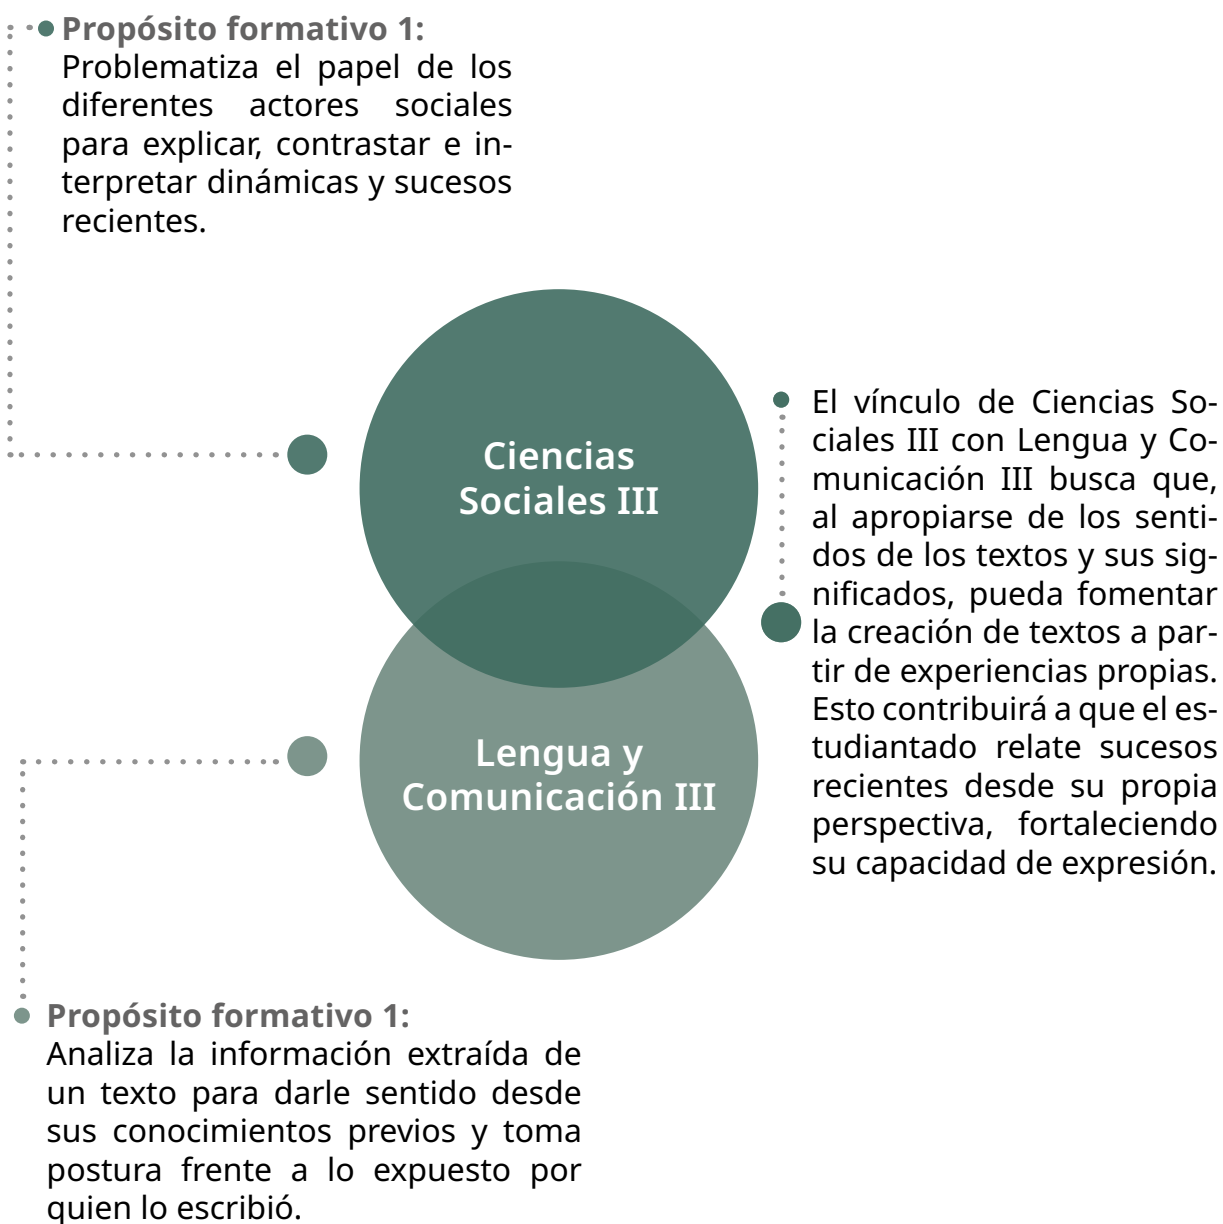 Propósito formativo 1:
Problematiza el papel de los
diferentes actores sociales
para explicar, contrastar e in-
terpretar dinámicas y sucesos
recientes.
Ciencias
Sociales III
El vínculo de Ciencias So-
ciales III con Lengua y Co-
municación III busca que,
al apropiarse de los senti-
dos de los textos y sus sig-
nificados, pueda fomentar
la creación de textos a par-
tir de experiencias propias.
Esto contribuirá a que el es-
tudiantado relate sucesos
recientes desde su propia
perspectiva, fortaleciendo
su capacidad de expresión.
Lengua y
Comunicación III
Propósito formativo 1:
Analiza la información extraída de
un texto para darle sentido desde
sus conocimientos previos y toma
postura frente a lo expuesto por
quien lo escribió.